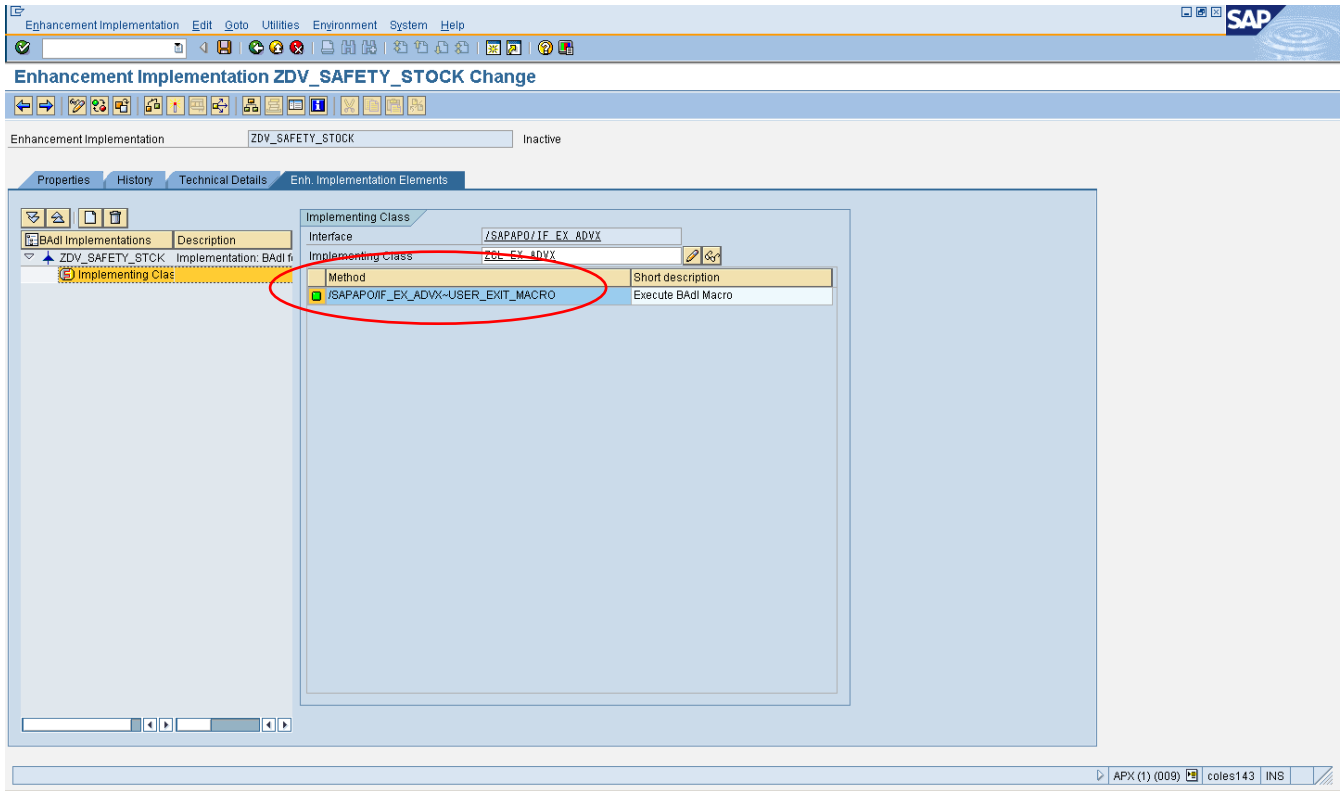 Enhancement Implementation Edit Goto Utilities Environment System Help
SAP
Enhancement Implementation ZDV_SAFETY_STOCK Change
Enhancement Implementation ZDV_SAFETY_STOCK Inactive
Properties History Technical Details Enh. Implementation Elements
Implementing Class
BAdI Implementations Description
Interface /SAPAPO/IF_EX_ADVX
ZDV_SAFETY_STCK Implementation: BAdI f
Implementing Class ZCL_EX_ADVX
Implementing Clas
Method Short description
/SAPAPO/IF_EX_ADVX~USER_EXIT_MACRO Execute BAdI Macro
APX (1) (009) coles143 INS